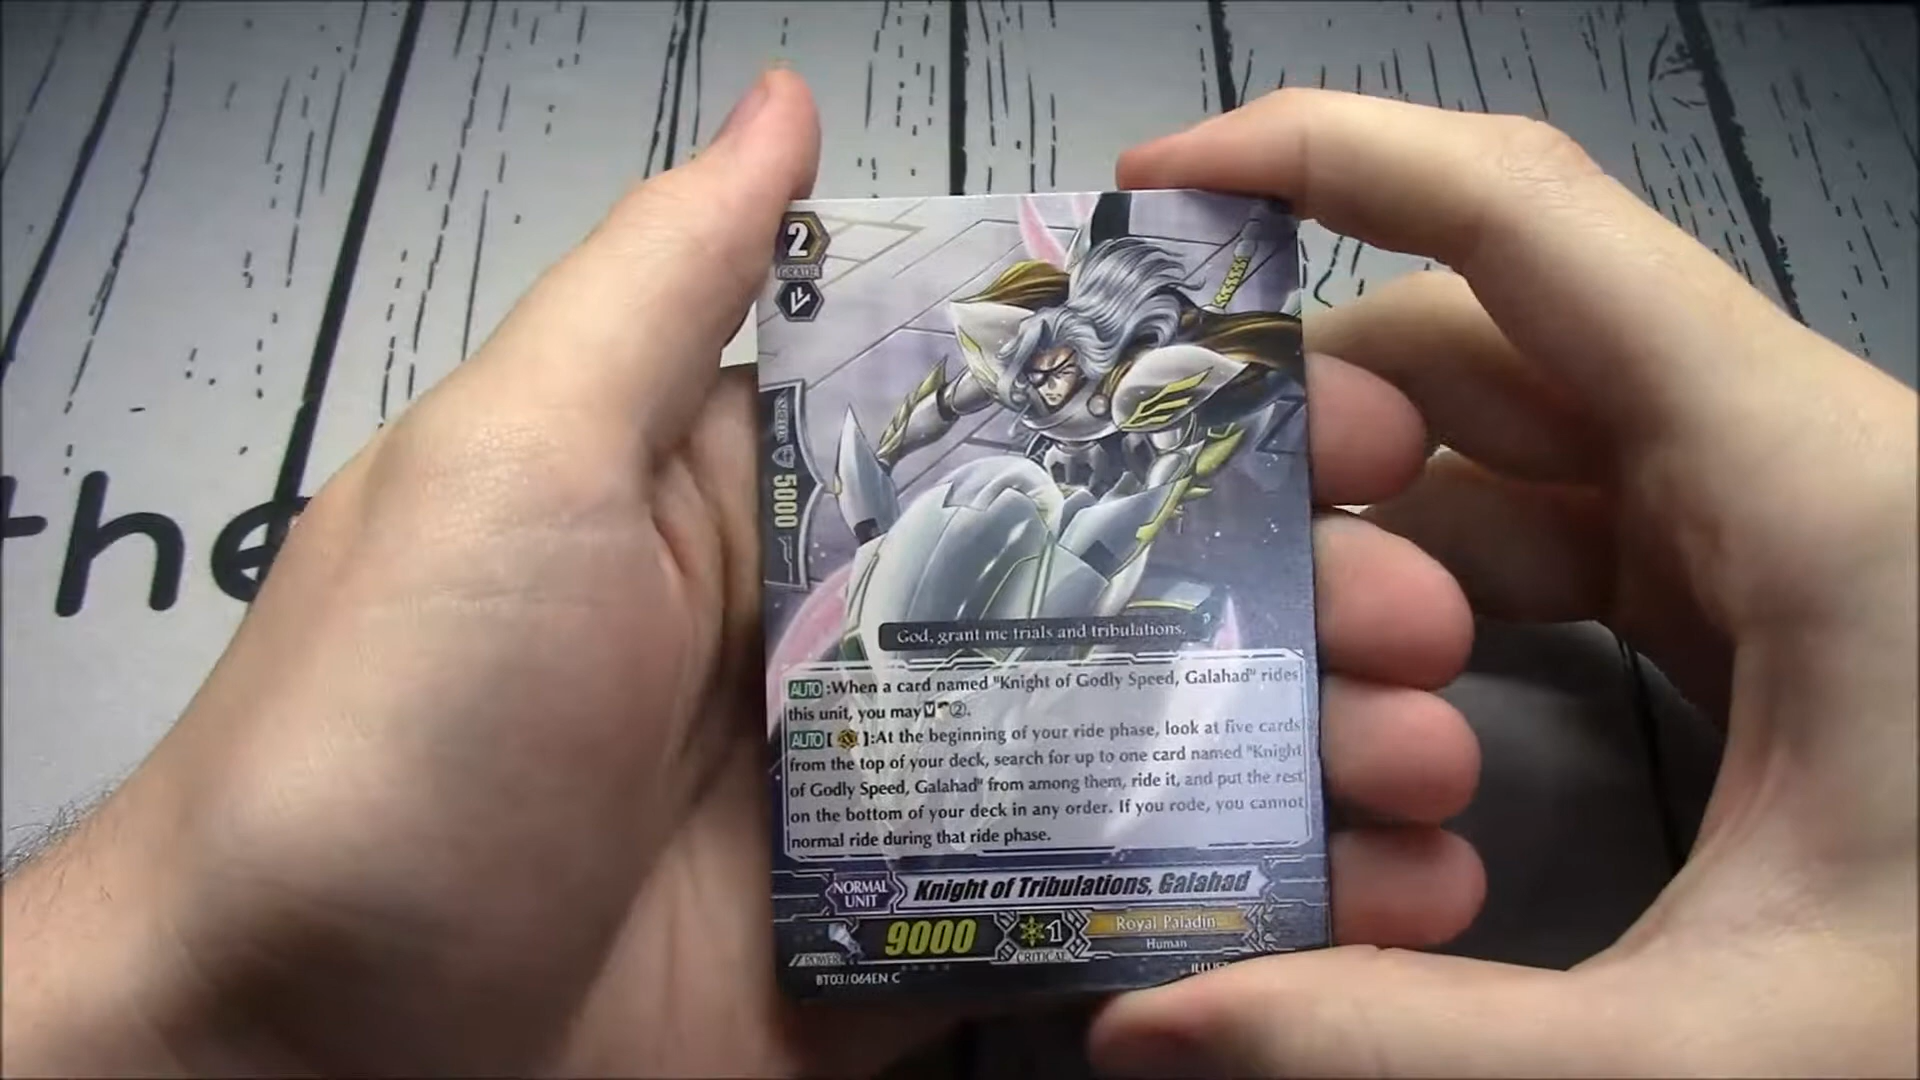 the
2
GRADE
5000
God, grant me trials and tribulations.
AUTO:When a card named "Knight of Godly Speed, Galahad" rides
this unit, you may ②.
AUTO[ ]:At the beginning of your ride phase, look at five cards
from the top of your deck, search for up to one card named "Knight
of Godly Speed, Galahad" from among them, ride it, and put the rest
on the bottom of your deck in any order. If you rode, you cannot
normal ride during that ride phase.
NORMAL
UNIT
Knight of Tribulations, Galahad
POWER
9000
1
CRITICAL
Royal Paladin
Human
BT03/064EN C